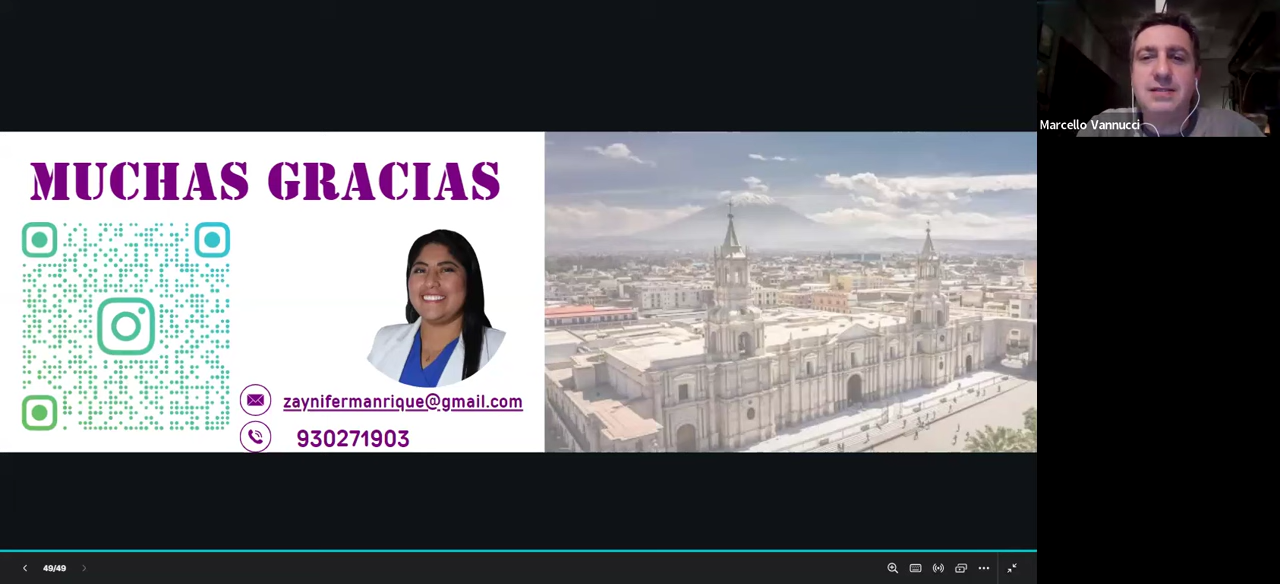 MUCHAS GRACIAS
zaynifermanrique@gmail.com
930271903
49/49
Marcello Vannucci